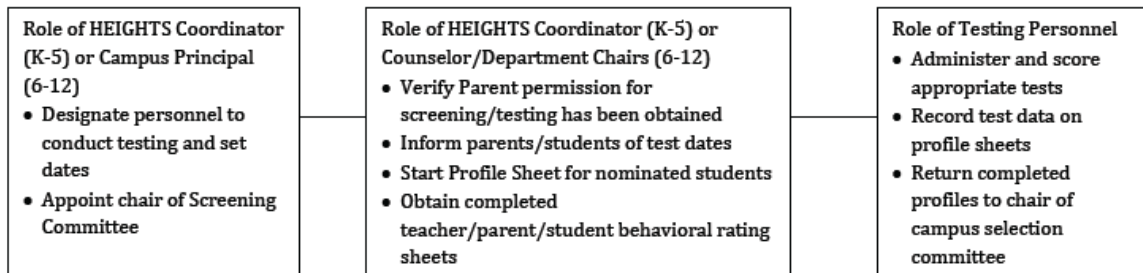 Role of HEIGHTS Coordinator
(K-5) or Campus Principal
(6-12)
• Designate personnel to
conduct testing and set
dates
• Appoint chair of Screening
Committee
Role of HEIGHTS Coordinator (K-5) or
Counselor/Department Chairs (6-12)
• Verify Parent permission for
screening/testing has been obtained
• Inform parents/students of test dates
• Start Profile Sheet for nominated students
• Obtain completed
teacher/parent/student behavioral rating
sheets
Role of Testing Personnel
• Administer and score
appropriate tests
• Record test data on
profile sheets
• Return completed
profiles to chair of
campus selection
committee